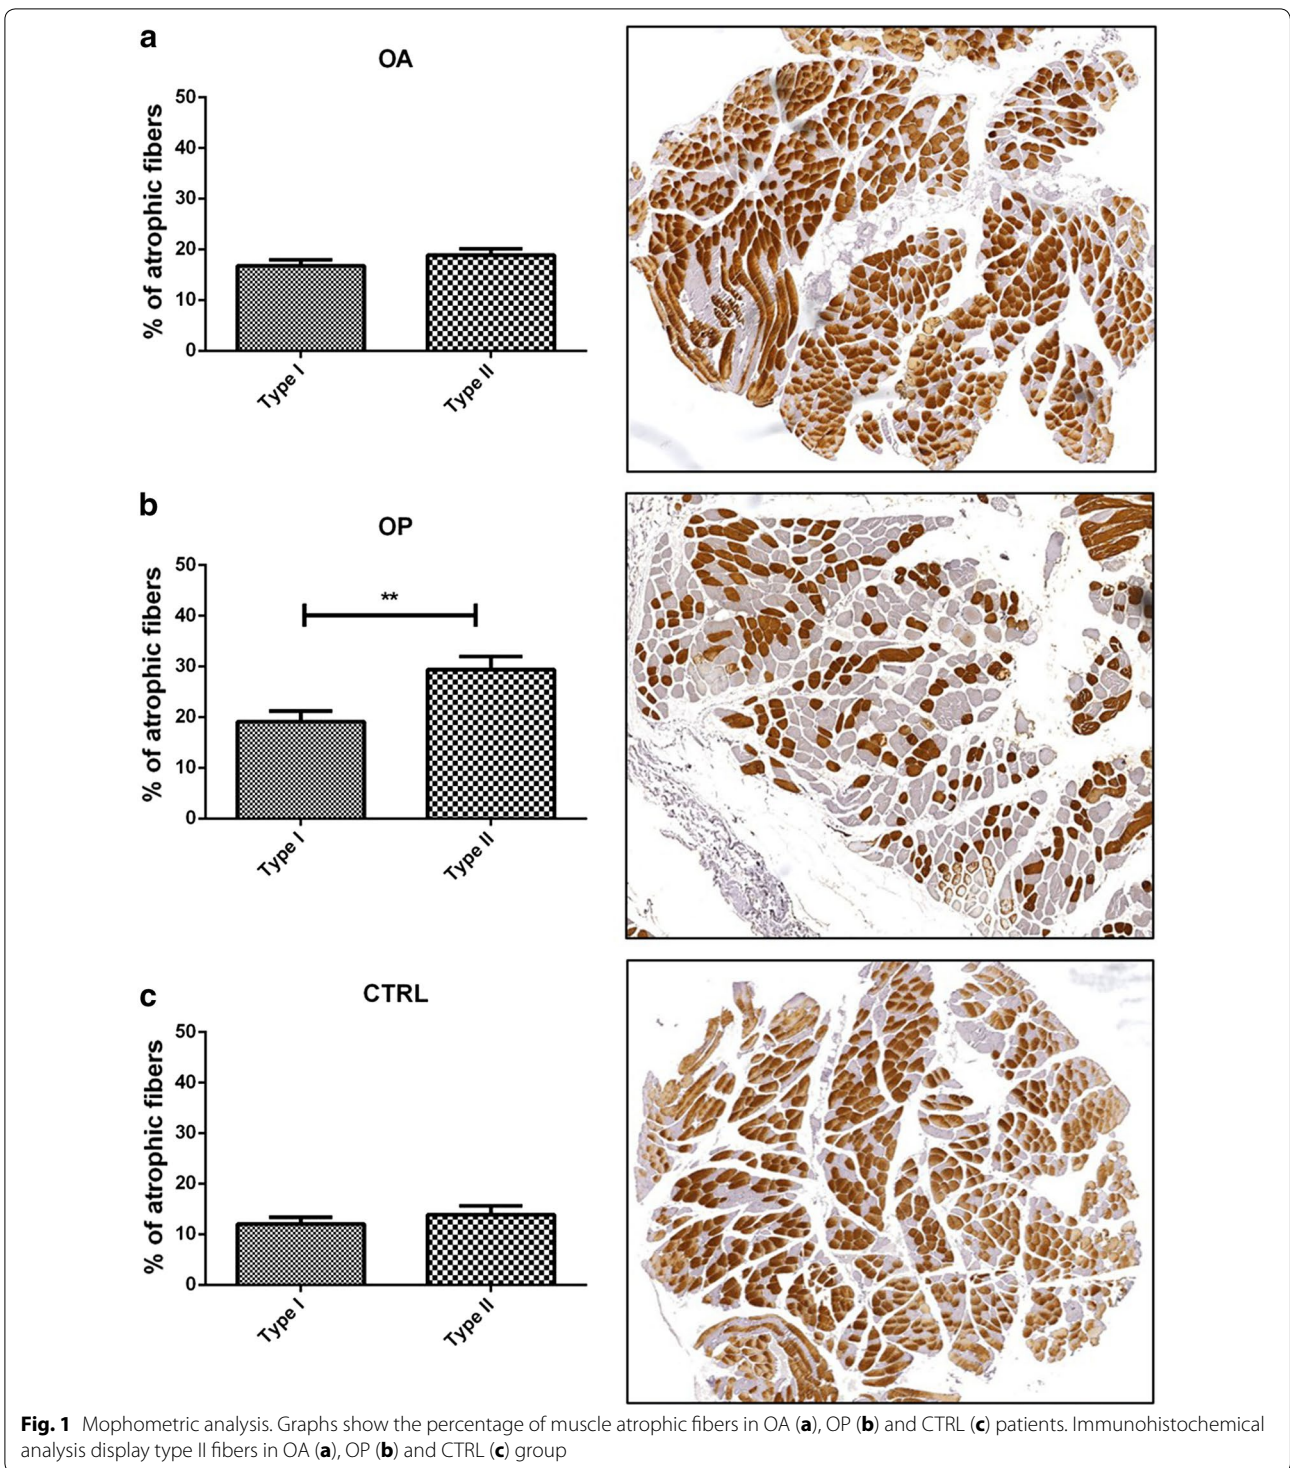 a
OA
% of atrophic fibers
50
40
30
20
10
0
Type I
Type II
b
OP
% of atrophic fibers
50
40
30
20
10
0
**
Type I
Type II
c
CTRL
% of atrophic fibers
50
40
30
20
10
0
Type I
Type II
Fig. 1 Mophometric analysis. Graphs show the percentage of muscle atrophic fibers in OA (a), OP (b) and CTRL (c) patients. Immunohistochemical
analysis display type II fibers in OA (a), OP (b) and CTRL (c) group